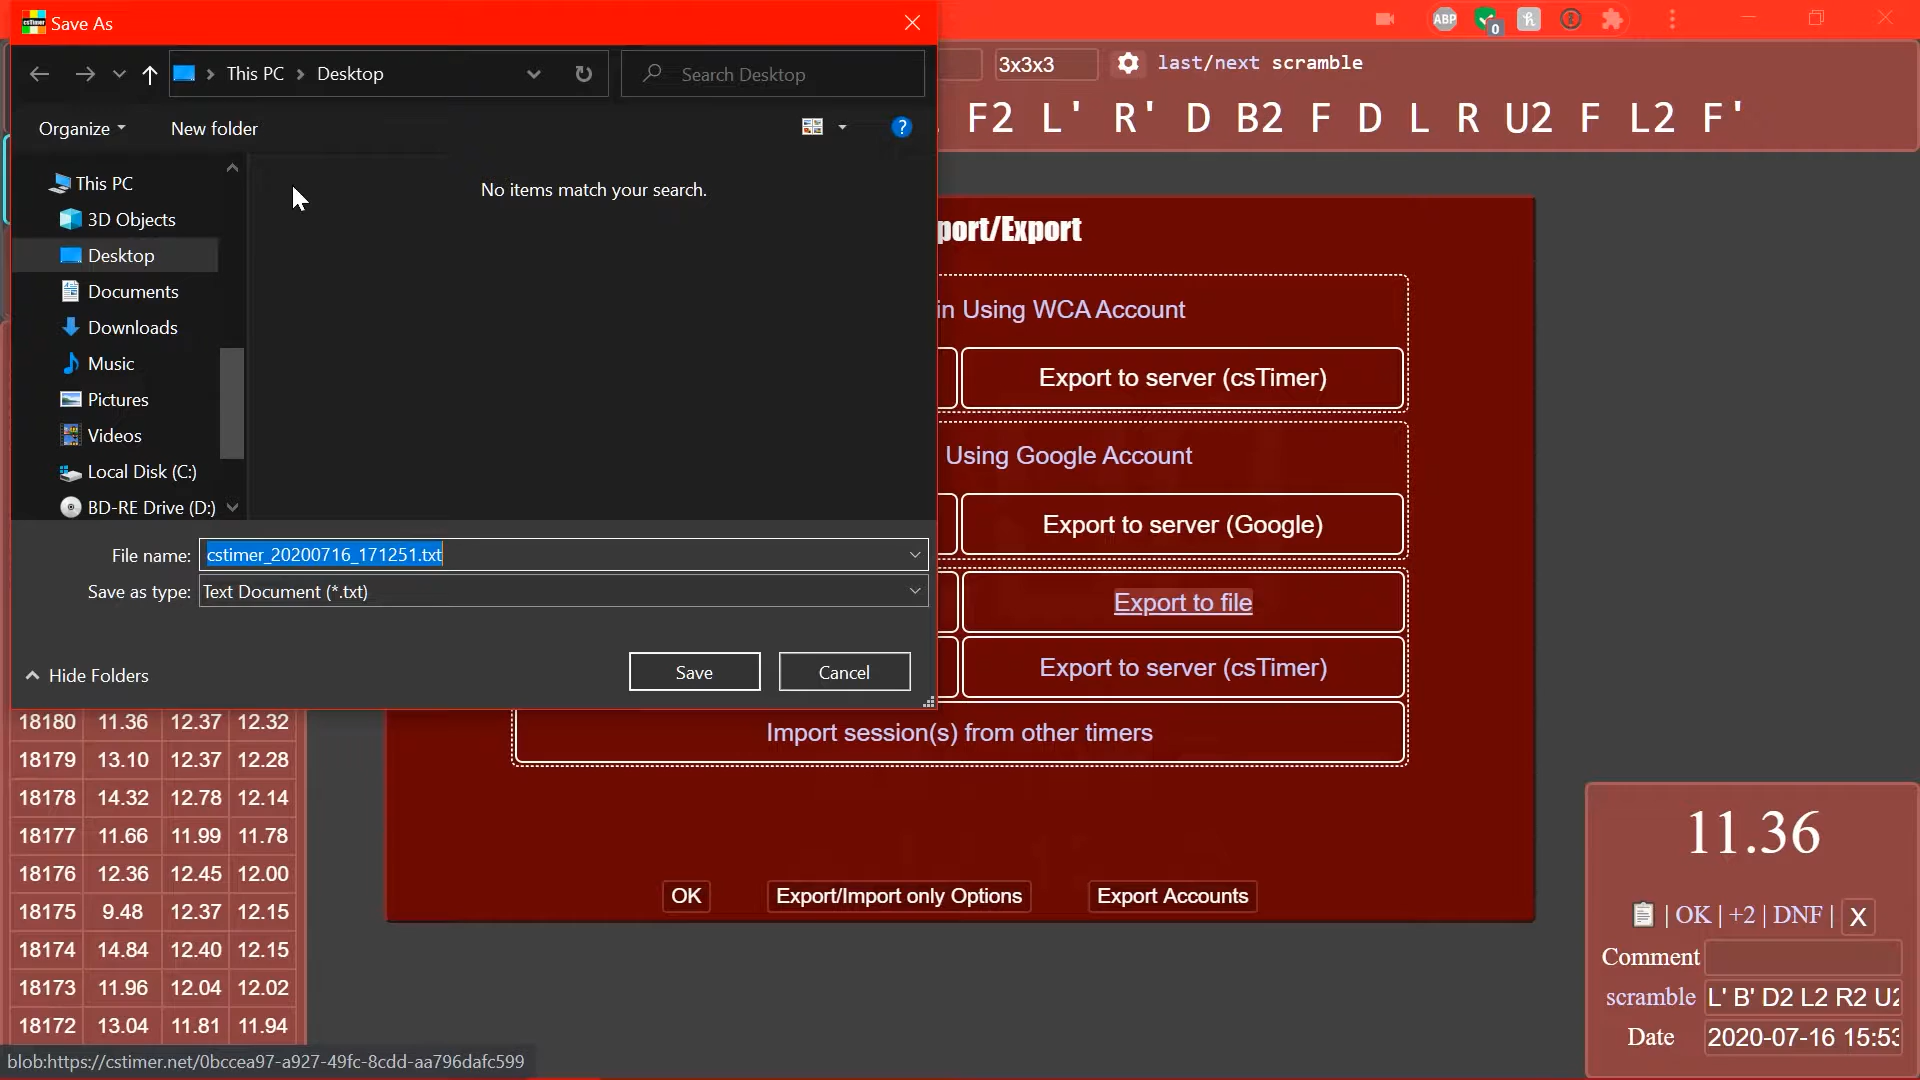 csTimer
Save As
ABP
0
This PC
Desktop
Search Desktop
3x3x3
last/next scramble
F2 L' R' D B2 F D L R U2 F L2 F'
Organize
New folder
?
No items match your search.
This PC
3D Objects
Desktop
Documents
Downloads
Music
Pictures
Videos
Local Disk (C:)
BD-RE Drive (D:)
port/Export
in Using WCA Account
Export to server (csTimer)
Using Google Account
Export to server (Google)
File name: cstimer_20200716_171251.txt
Save as type: Text Document (*.txt)
Export to file
Hide Folders
Save
Cancel
Export to server (csTimer)
Import session(s) from other timers
18180 11.36 12.37 12.32
18179 13.10 12.37 12.28
18178 14.32 12.78 12.14
18177 11.66 11.99 11.78
18176 12.36 12.45 12.00
18175 9.48 12.37 12.15
18174 14.84 12.40 12.15
18173 11.96 12.04 12.02
18172 13.04 11.81 11.94
OK
Export/Import only Options
Export Accounts
11.36
| OK | +2 | DNF | X
Comment
scramble L' B' D2 L2 R2 U2
Date 2020-07-16 15:53
blob:https://cstimer.net/0bccea97-a927-49fc-8cdd-aa796dafc599